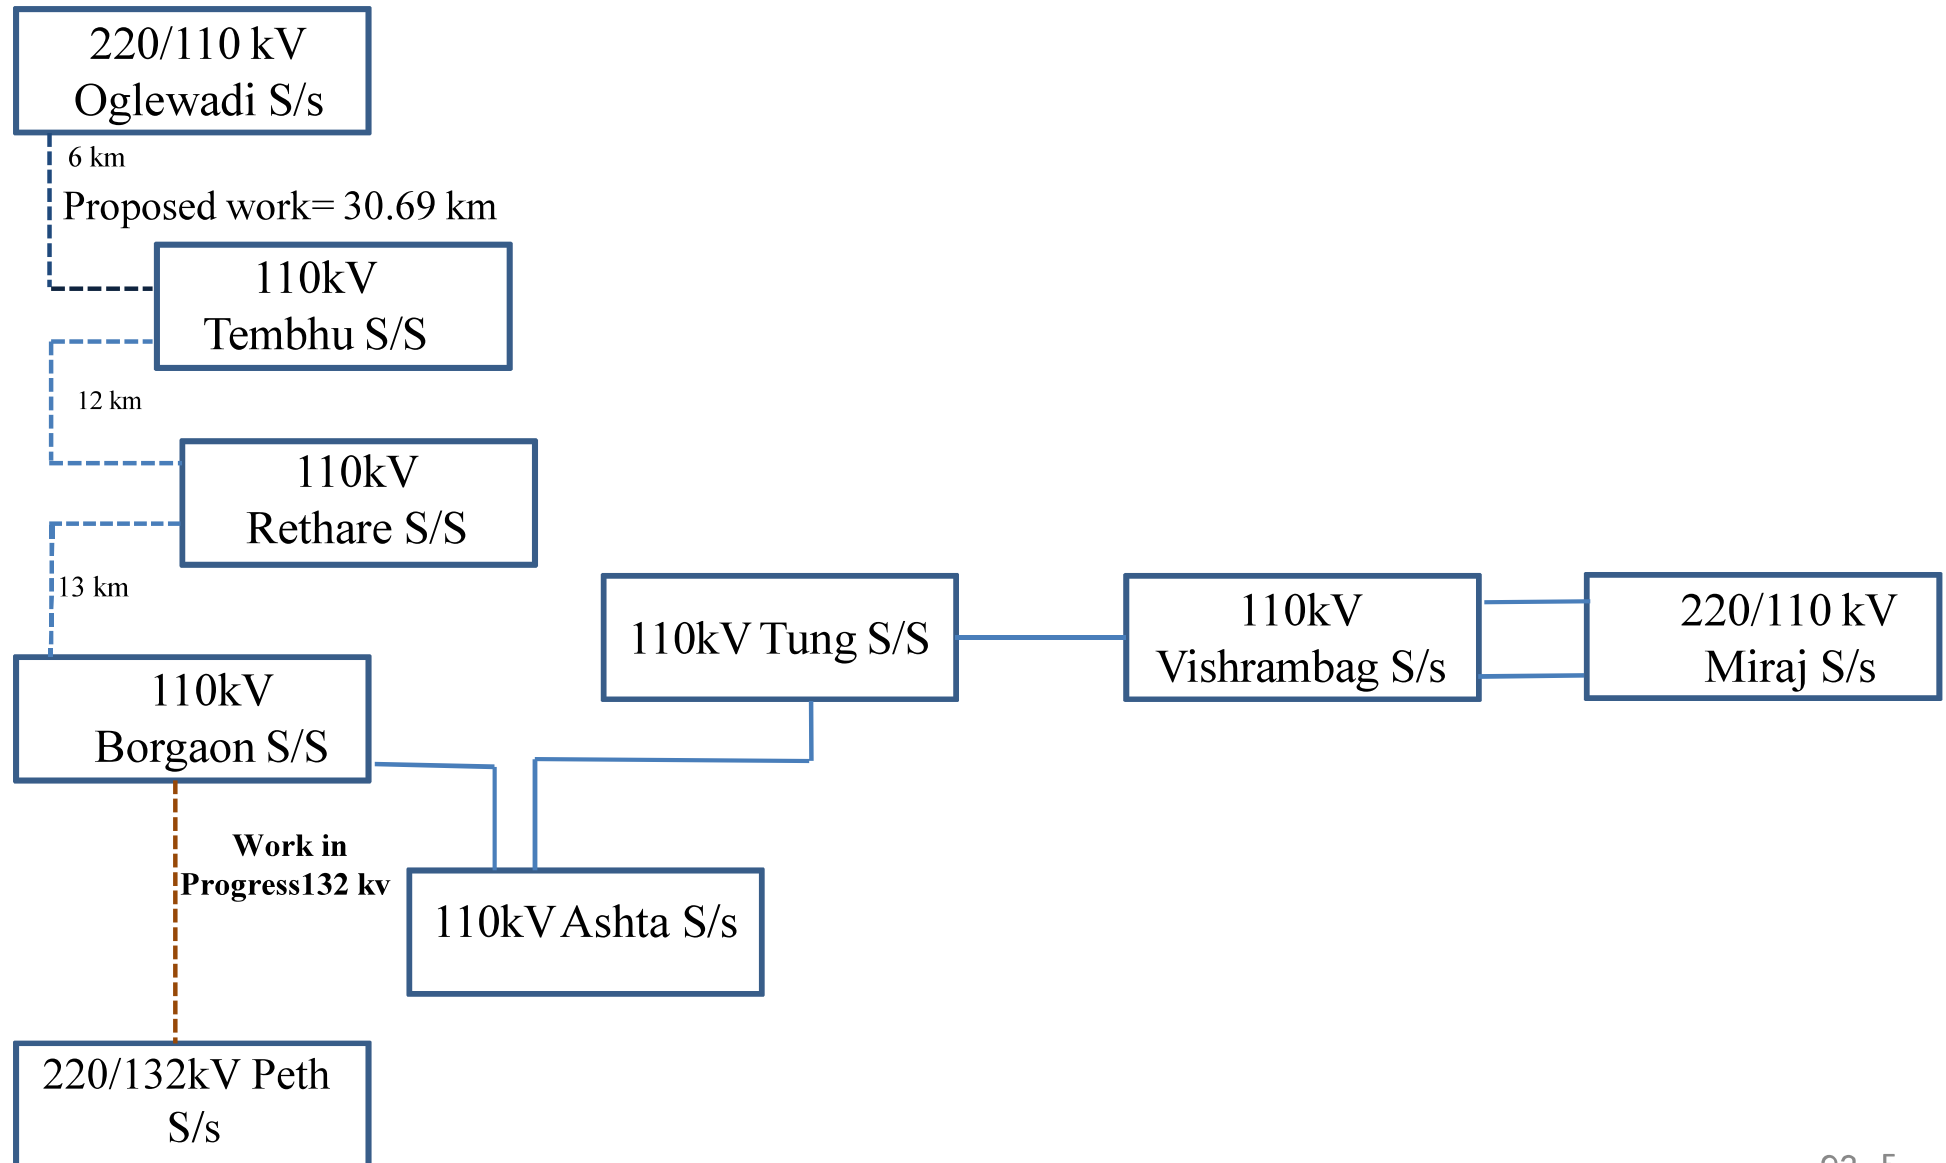 220/110 kV
Oglewadi S/s
6 km
Proposed work= 30.69 km
110kV
Tembhu S/S
12 km
110kV
Rethare S/S
13 km
110kV
Borgaon S/S
110kV Tung S/S
110kV
Vishrambag S/s
220/110 kV
Miraj S/s
Work in
Progress132 kv
110kV Ashta S/s
220/132kV Peth
S/s